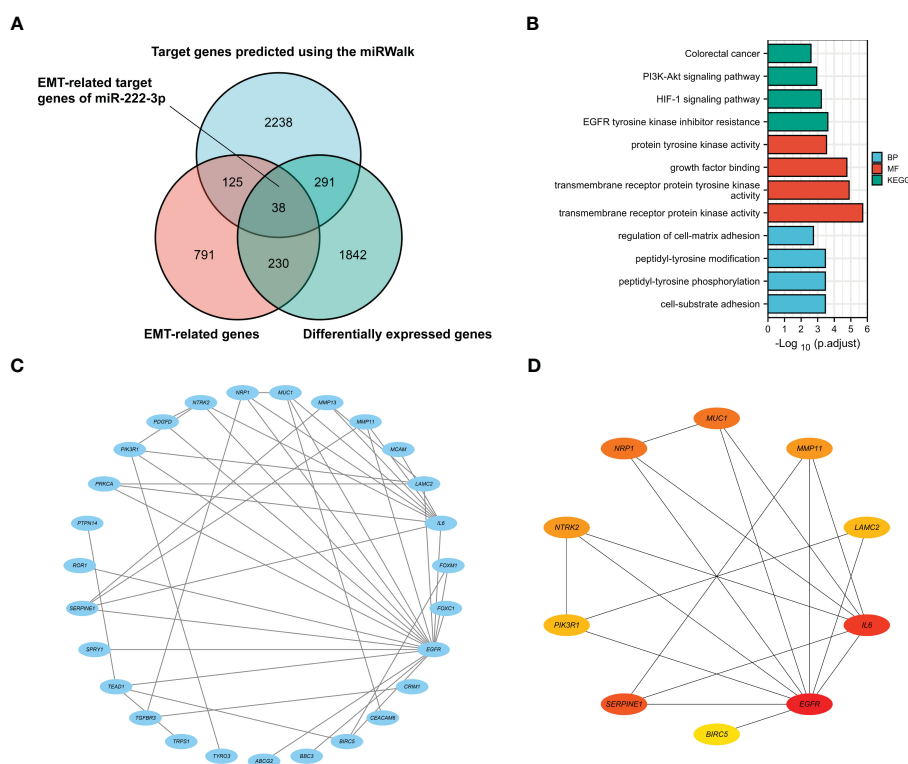 A
Target genes predicted using the miRWalk
EMT-related target
genes of miR-222-3p
2238
125
291
38
791
230
1842
EMT-related genes
Differentially expressed genes
B
Colorectal cancer
PI3K-Akt signaling pathway
HIF-1 signaling pathway
EGFR tyrosine kinase inhibitor resistance
protein tyrosine kinase activity
growth factor binding
transmembrane receptor protein tyrosine kinase
activity
transmembrane receptor protein kinase activity
regulation of cell-matrix adhesion
peptidyl-tyrosine modification
peptidyl-tyrosine phosphorylation
cell-substrate adhesion
0 1 2 3 4 5 6
-Log 10 (p.adjust)
BP
MF
KEGG
C
NRP1
MUC1
NTRK2
MMP13
PDGFD
MMP11
PIK3R1
MCAM
PRKCA
LAMC2
PTPN14
IL6
ROR1
FOXM1
SERPINE1
FOXC1
SPRY1
EGFR
TEAD1
CRIM1
TGFBR3
CEACAM6
TRPS1
BIRC5
TYRO3
BBC3
ABCG2
D
MUC1
NRP1
MMP11
NTRK2
LAMC2
PIK3R1
IL6
SERPINE1
EGFR
BIRC5